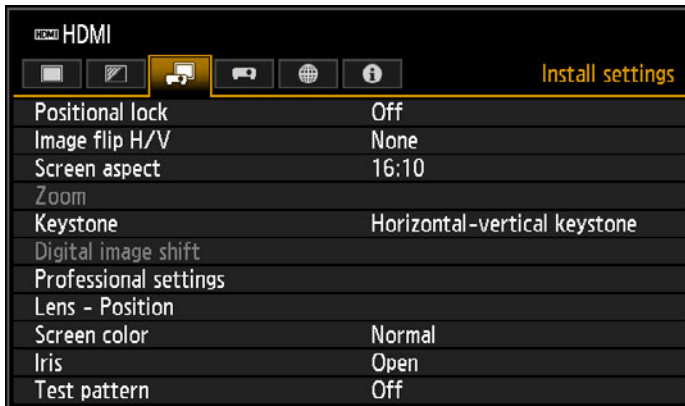 HDMI HDMI
Install settings
Positional lock Off
Image flip H/V None
Screen aspect 16:10
Zoom
Keystone Horizontal-vertical keystone
Digital image shift
Professional settings
Lens - Position
Screen color Normal
Iris Open
Test pattern Off